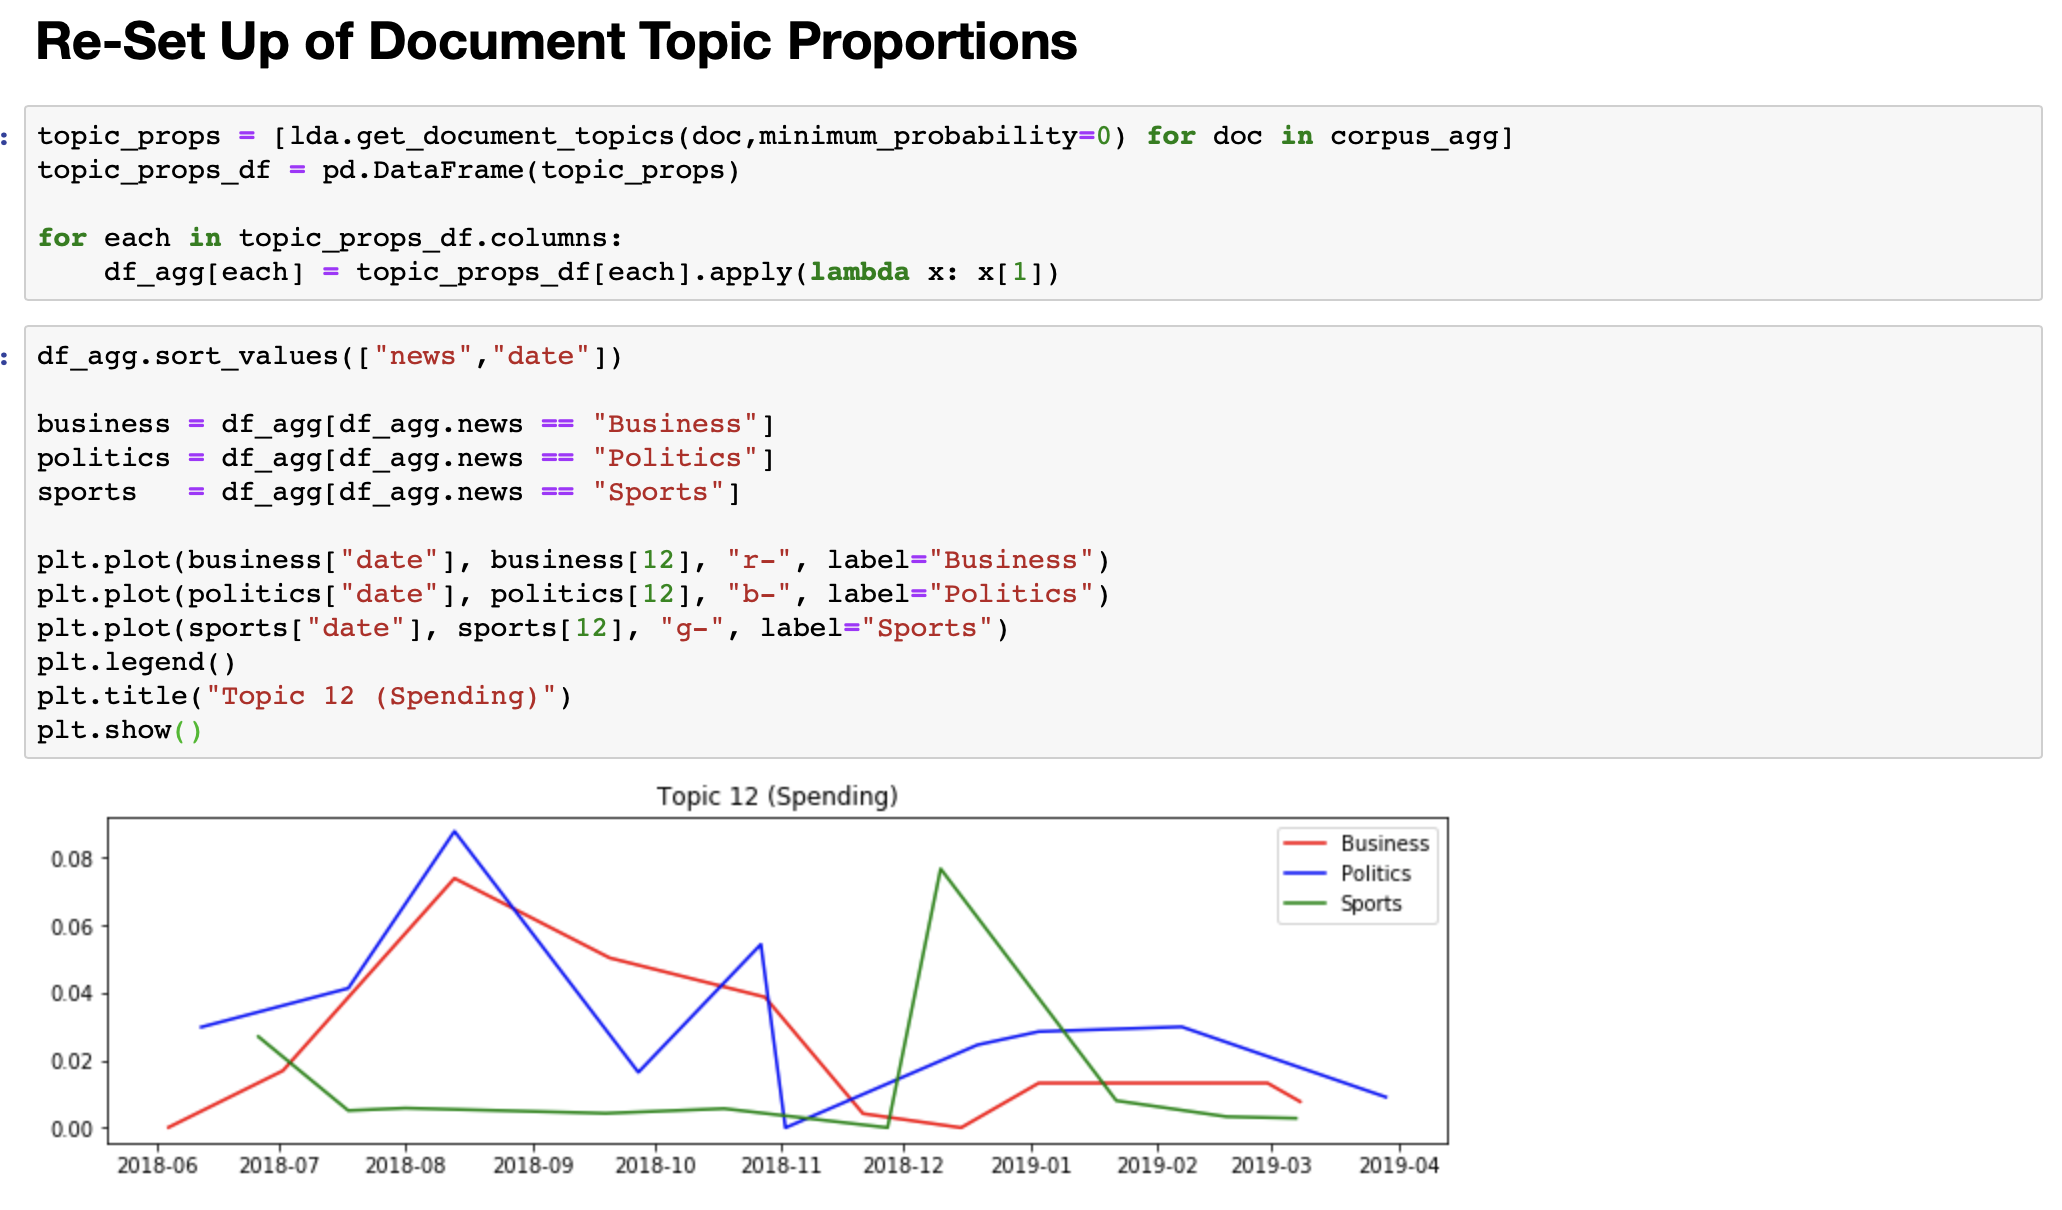 Re-Set Up of Document Topic Proportions
:
topic_props = [lda.get_document_topics(doc,minimum_probability=0) for doc in corpus_agg]
topic_props_df = pd.DataFrame(topic_props)
for each in topic_props_df.columns:
    df_agg[each] = topic_props_df[each].apply(lambda x: x[1])
:
df_agg.sort_values(["news","date"])
business = df_agg[df_agg.news == "Business"]
politics = df_agg[df_agg.news == "Politics"]
sports   = df_agg[df_agg.news == "Sports"]
plt.plot(business["date"], business[12], "r-", label="Business")
plt.plot(politics["date"], politics[12], "b-", label="Politics")
plt.plot(sports["date"], sports[12], "g-", label="Sports")
plt.legend()
plt.title("Topic 12 (Spending)")
plt.show()
Topic 12 (Spending)
Business
Politics
Sports
0.08
0.06
0.04
0.02
0.00
2018-06 2018-07 2018-08 2018-09 2018-10 2018-11 2018-12 2019-01 2019-02 2019-03 2019-04